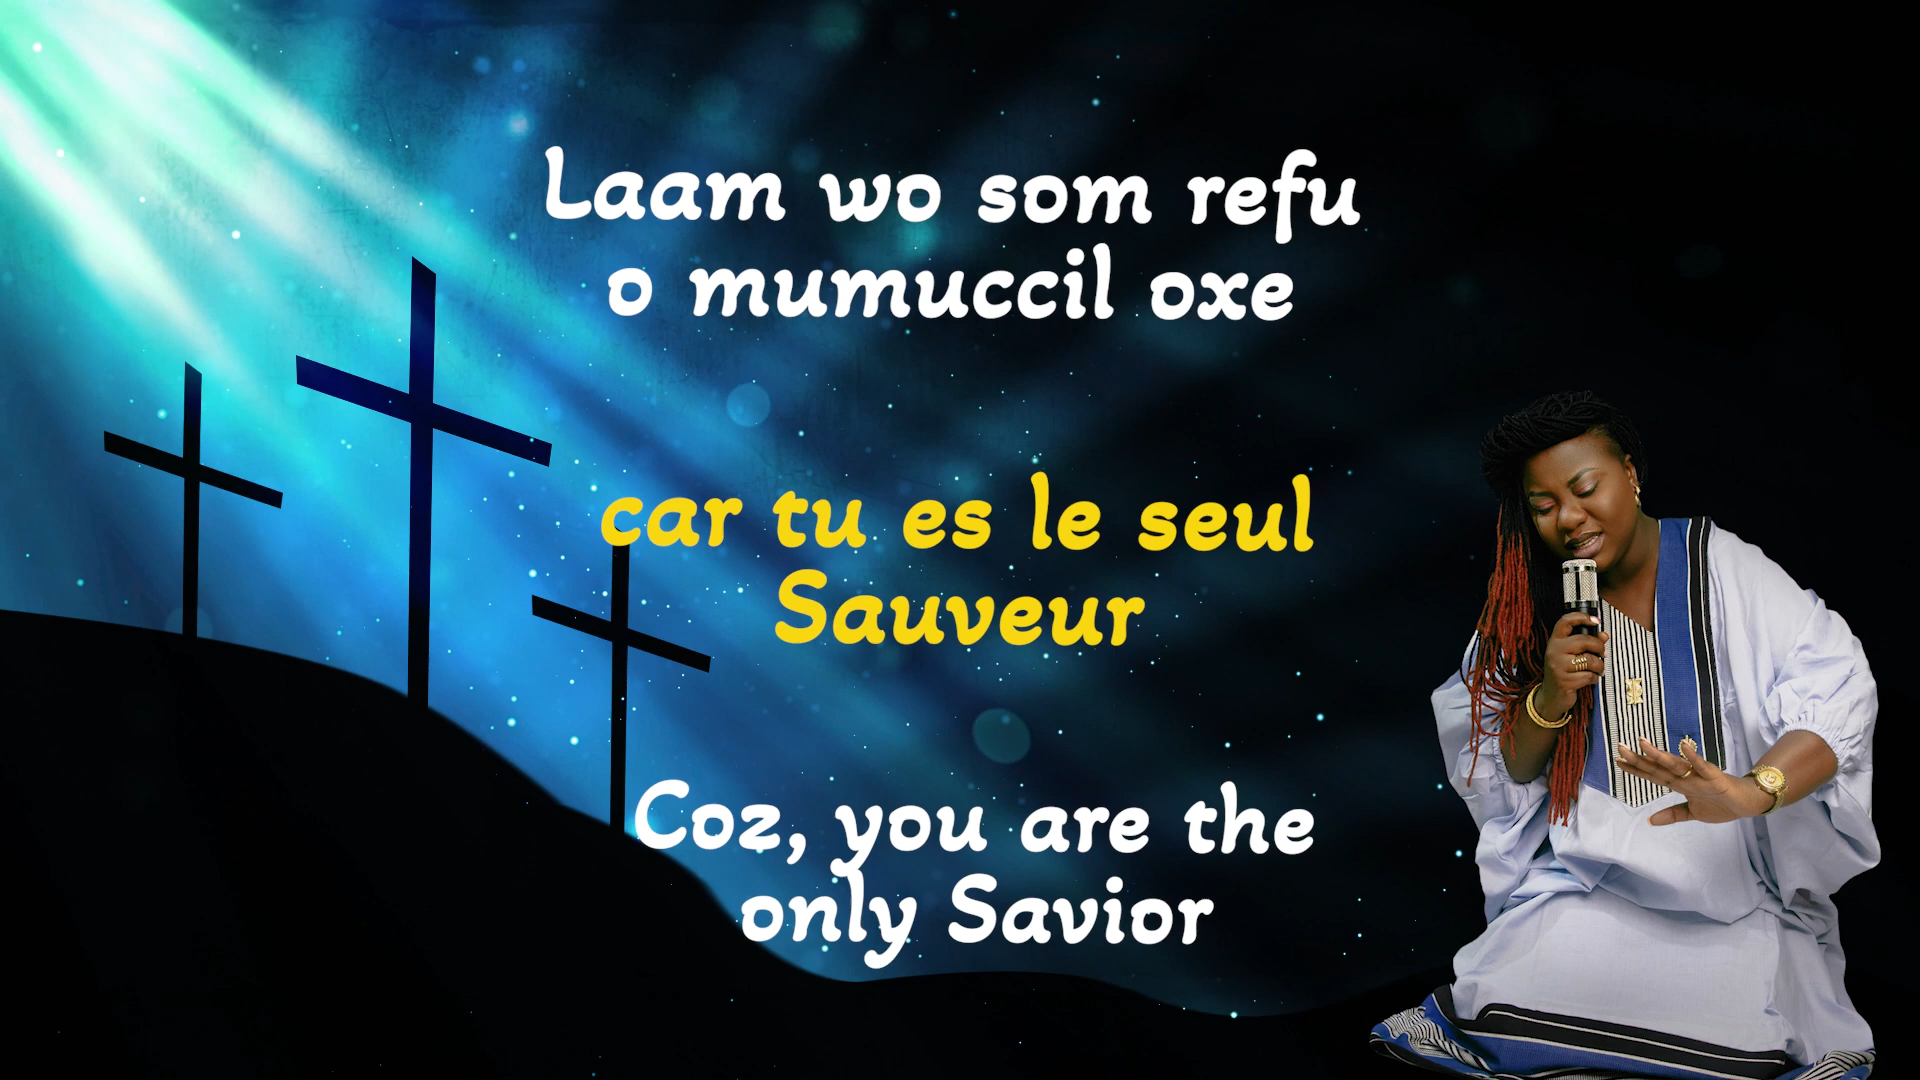 Laam wo som refu
o mumuccil oxe
car tu es le seul
Sauveur
Coz, you are the
only Savior